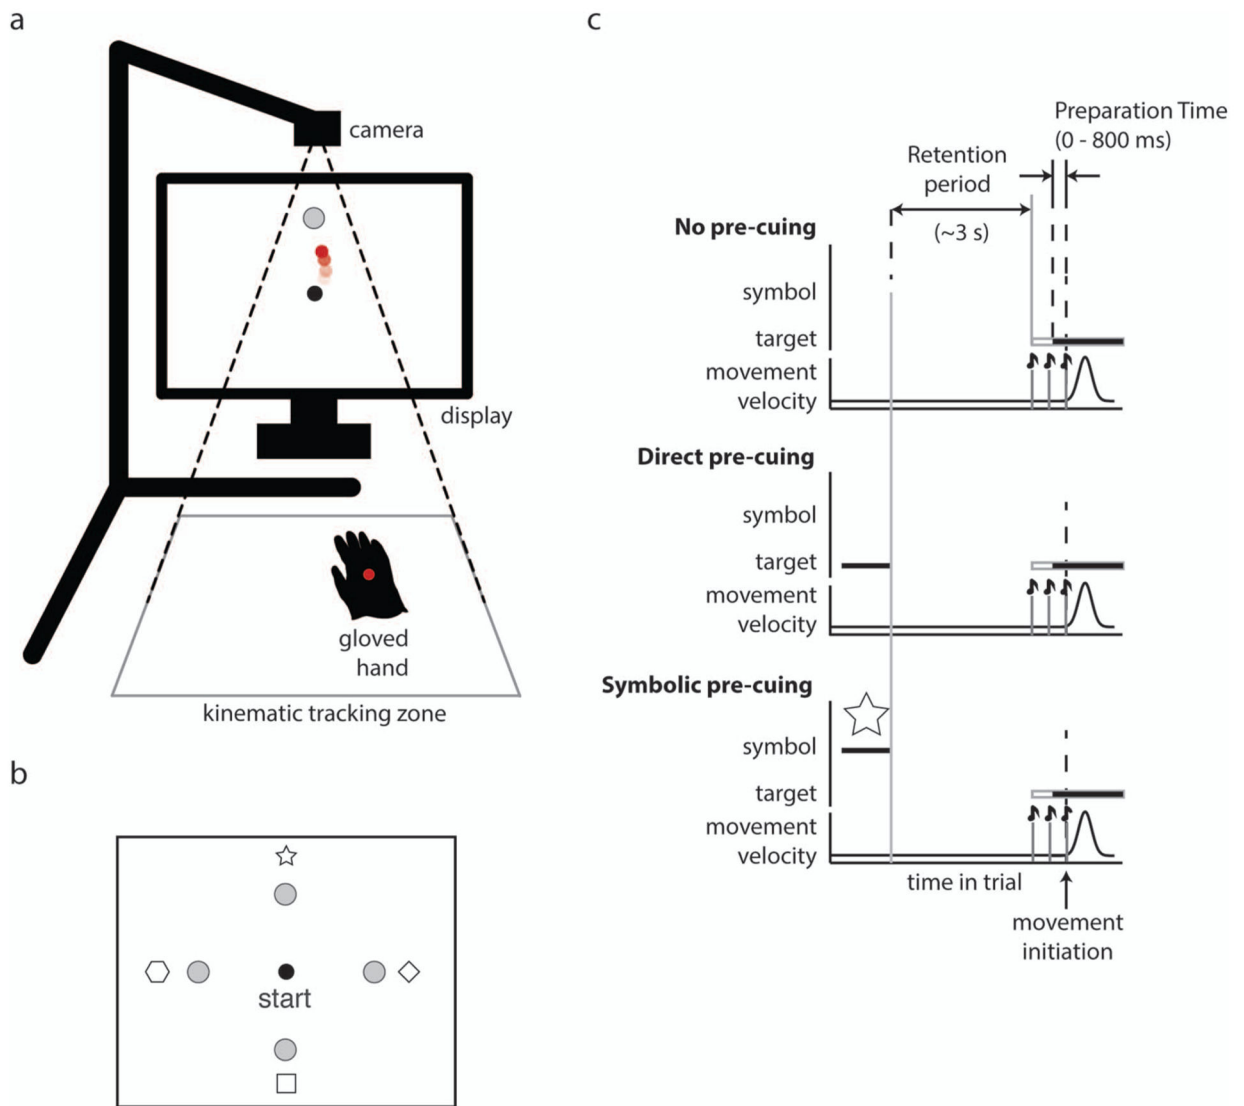 a
camera
display
gloved
hand
kinematic tracking zone
b
start
c
Preparation Time
(0 - 800 ms)
Retention
period
(~3 s)
No pre-cuing
symbol
target
movement
velocity
Direct pre-cuing
symbol
target
movement
velocity
Symbolic pre-cuing
symbol
target
movement
velocity
time in trial
movement
initiation